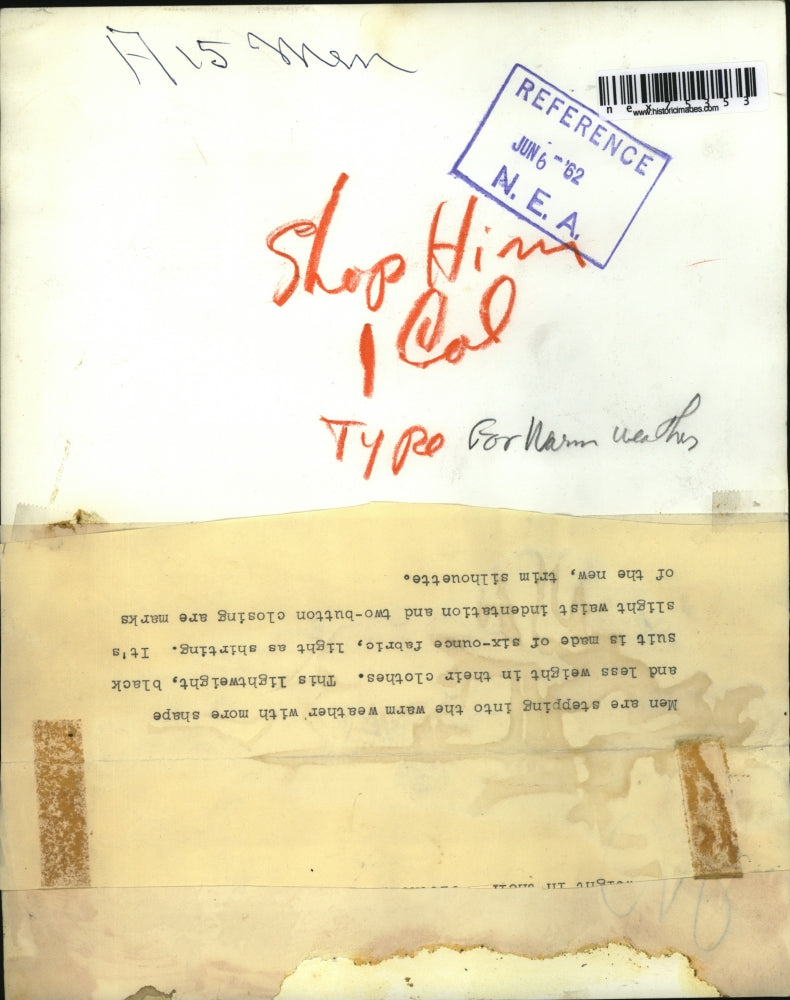 A 15 Men
nex75353
www.historicimages.com
REFERENCE
JUN 6 - '62
N. E. A.
Shop Him
1 Col
Type For Warm weather
Men are stepping into the warm weather with more shape
and less weight in their clothes. This lightweight, black
suit is made of six-ounce fabric, light as shirting. It's
slight waist indentation and two-button closing are marks
of the new, trim silhouette.